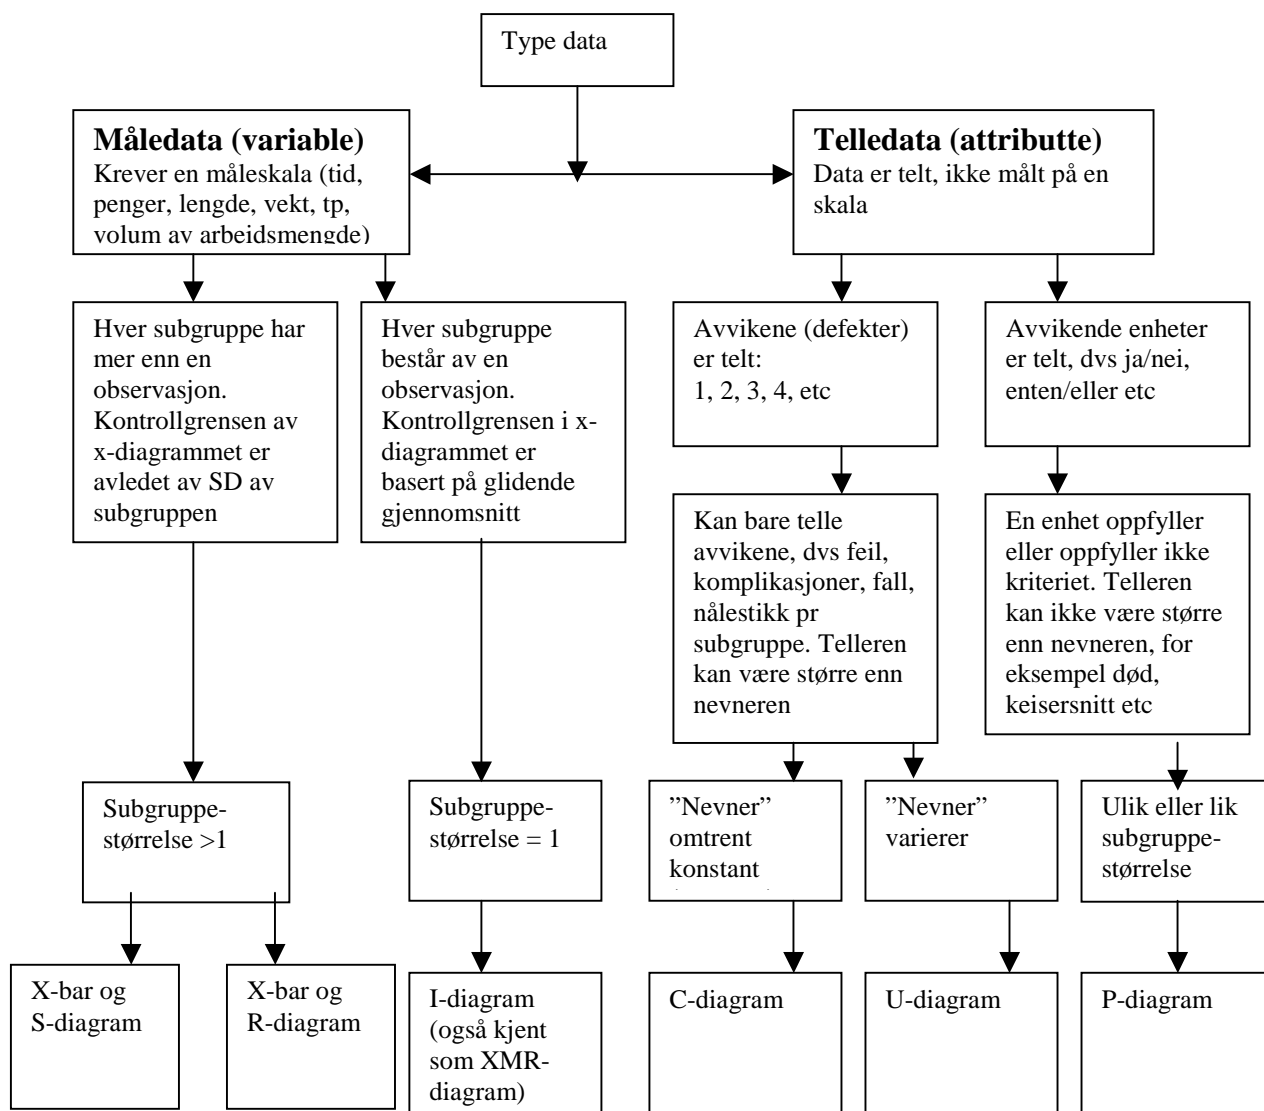 Type data
Måledata (variable)
Krever en måleskala (tid,
penger, lengde, vekt, tp,
volum av arbeidsmengde)
Telledata (attributte)
Data er telt, ikke målt på en
skala
Hver subgruppe har
mer enn en
observasjon.
Kontrollgrensen av
x-diagrammet er
avledet av SD av
subgruppen
Hver subgruppe
består av en
observasjon.
Kontrollgrensen i x-
diagrammet er
basert på glidende
gjennomsnitt
Avvikene (defekter)
er telt:
1, 2, 3, 4, etc
Avvikende enheter
er telt, dvs ja/nei,
enten/eller etc
Kan bare telle
avvikene, dvs feil,
komplikasjoner, fall,
nålestikk pr
subgruppe. Telleren
kan være større enn
nevneren
En enhet oppfyller
eller oppfyller ikke
kriteriet. Telleren
kan ikke være større
enn nevneren, for
eksempel død,
keisersnitt etc
Subgruppe-
størrelse >1
Subgruppe-
størrelse = 1
”Nevner”
omtrent
konstant
”Nevner”
varierer
Ulik eller lik
subgruppe-
størrelse
X-bar og
S-diagram
X-bar og
R-diagram
I-diagram
(også kjent
som XMR-
diagram)
C-diagram
U-diagram
P-diagram